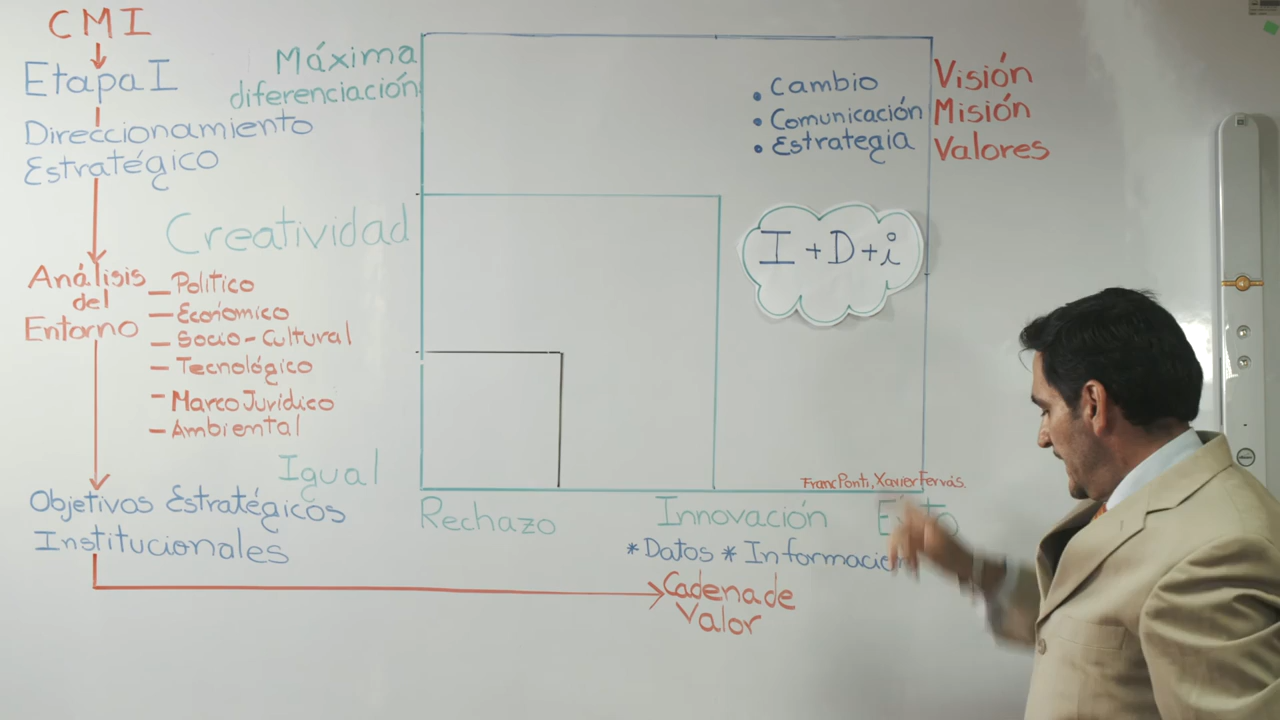 CMI
Etapa I
Direccionamiento
Estratégico
Análisis
del
Entorno
Político
Económico
Socio-Cultural
Tecnológico
Marco Jurídico
Ambiental
Objetivos Estratégicos
Institucionales
Máxima
diferenciación
Creatividad
Igual
• Cambio
• Comunicación
• Estrategia
Visión
Misión
Valores
I+D+i
Franc Ponti, Xavier Ferrás
Rechazo
Innovación
* Datos * Informació
Cadena de
Valor